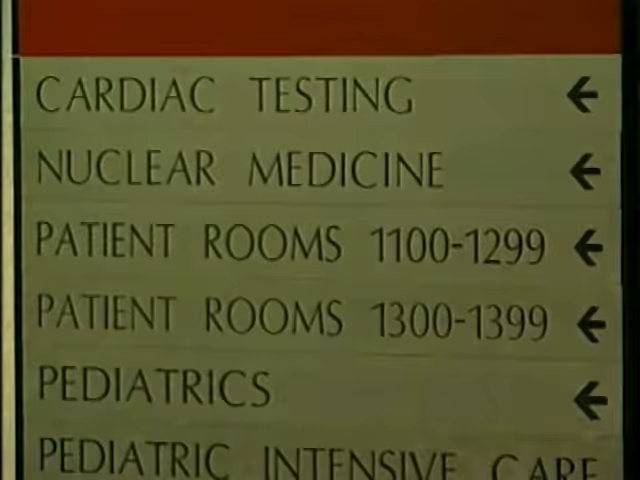 CARDIAC TESTING ←
NUCLEAR MEDICINE ←
PATIENT ROOMS 1100-1299 ←
PATIENT ROOMS 1300-1399 ←
PEDIATRICS ←
PEDIATRIC INTENSIVE CARE